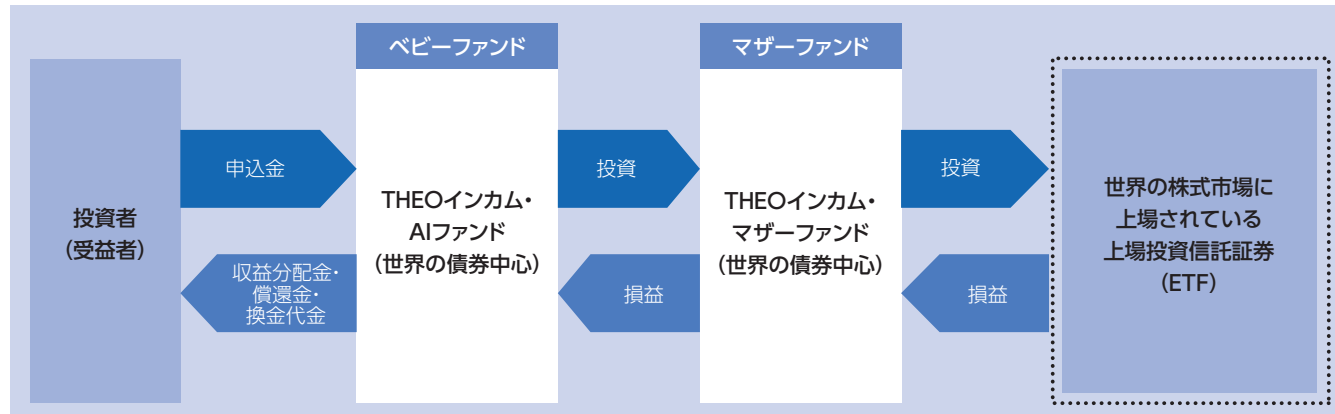 ベビーファンド
マザーファンド
投資者
(受益者)
申込金
収益分配金・
償還金・
換金代金
THEOインカム・
AIファンド
(世界の債券中心)
投資
損益
THEOインカム・
マザーファンド
(世界の債券中心)
投資
損益
世界の株式市場に
上場されている
上場投資信託証券
(ETF)